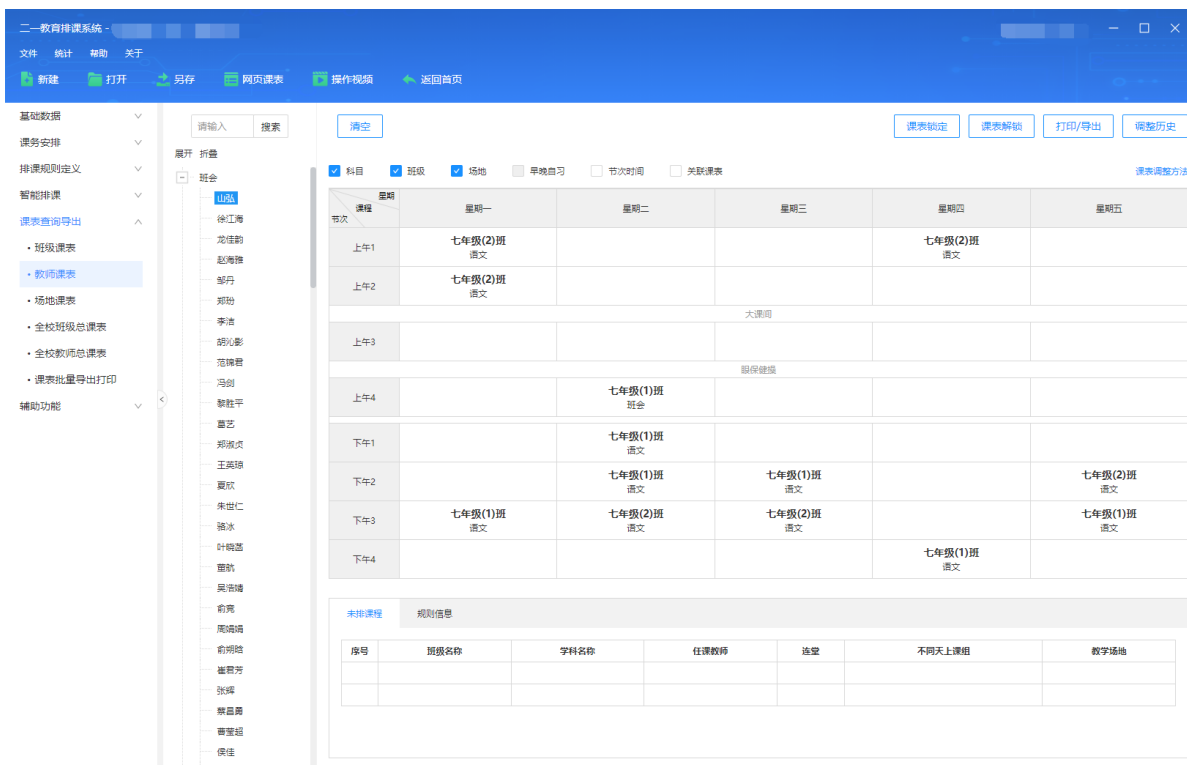 二一教育排课系统 -
文件 统计 帮助 关于
新建 打开 另存 网页课表 操作视频 返回首页
基础数据
课务安排
排课规则定义
智能排课
课表查询导出
• 班级课表
• 教师课表
• 场地课表
• 全校班级总课表
• 全校教师总课表
• 课表批量导出打印
辅助功能
请输入 搜索
展开 折叠
班会
山弘
徐江海
龙佳韵
赵海雅
邹丹
郑玢
李洁
胡沁影
范锦君
冯剑
黎胜平
葛艺
郑淑贞
王英琼
夏欣
朱世仁
骆冰
叶晓菡
董航
吴浩婧
俞亮
周嫣嫣
俞朔晗
崔君芳
张辉
蔡昌勇
曹莹超
侯佳
清空 课表锁定 课表解锁 打印/导出 调整历史
科目 班级 场地 早晚自习 节次时间 关联课表 课表调整方法
星期 课程 节次 星期一 星期二 星期三 星期四 星期五
上午1 七年级(2)班 语文 七年级(2)班 语文
上午2 七年级(2)班 语文
大课间
上午3
眼保健操
上午4 七年级(1)班 班会
下午1 七年级(1)班 语文
下午2 七年级(1)班 语文 七年级(1)班 语文 七年级(2)班 语文
下午3 七年级(1)班 语文 七年级(2)班 语文 七年级(2)班 语文 七年级(1)班 语文
下午4 七年级(1)班 语文
未排课程 规则信息
序号 班级名称 学科名称 任课教师 连堂 不同天上课组 教学场地